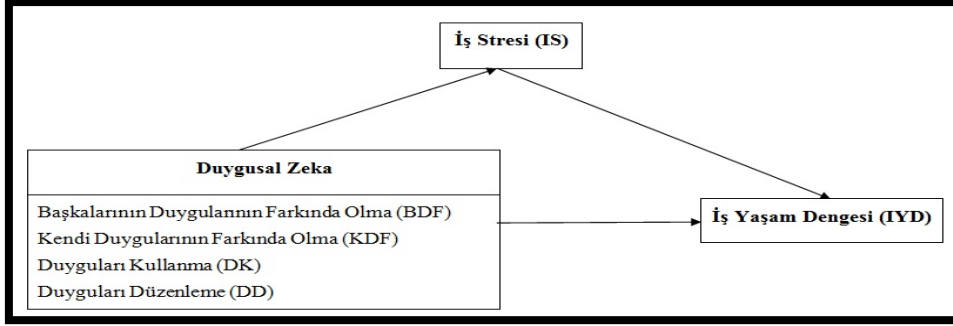 İş Stresi (IS)
Duygusal Zeka
Başkalarının Duygularının Farkında Olma (BDF)
Kendi Duygularının Farkında Olma (KDF)
Duyguları Kullanma (DK)
Duyguları Düzenleme (DD)
İş Yaşam Dengesi (IYD)